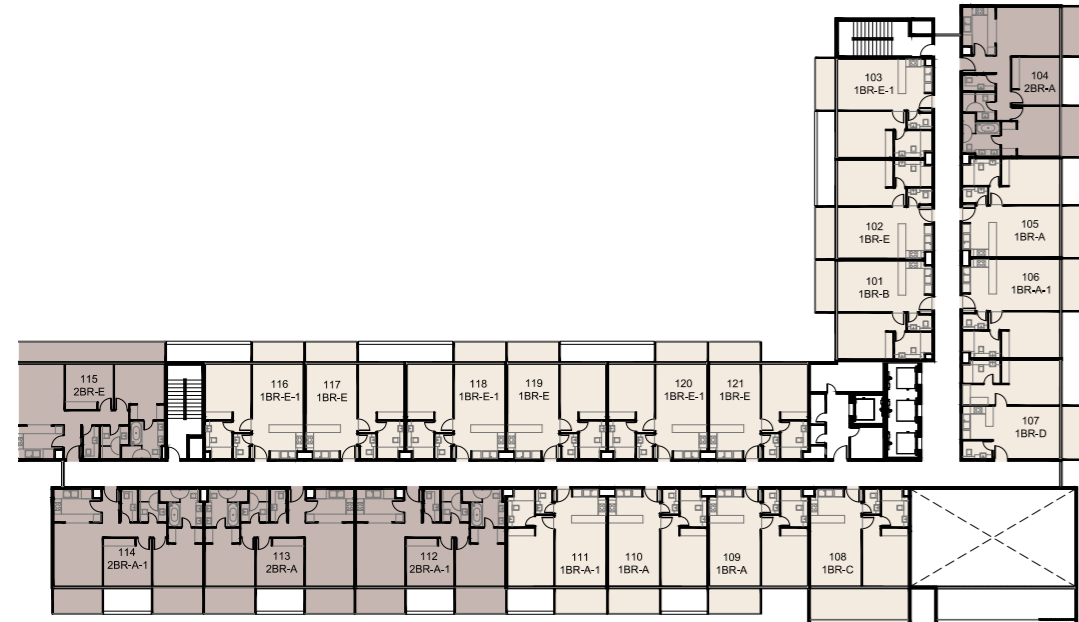 103
1BR-E-1
104
2BR-A
102
1BR-E
105
1BR-A
101
1BR-B
106
1BR-A-1
115
2BR-E
116
1BR-E-1
117
1BR-E
118
1BR-E-1
119
1BR-E
120
1BR-E-1
121
1BR-E
107
1BR-D
114
2BR-A-1
113
2BR-A
112
2BR-A-1
111
1BR-A-1
110
1BR-A
109
1BR-A
108
1BR-C